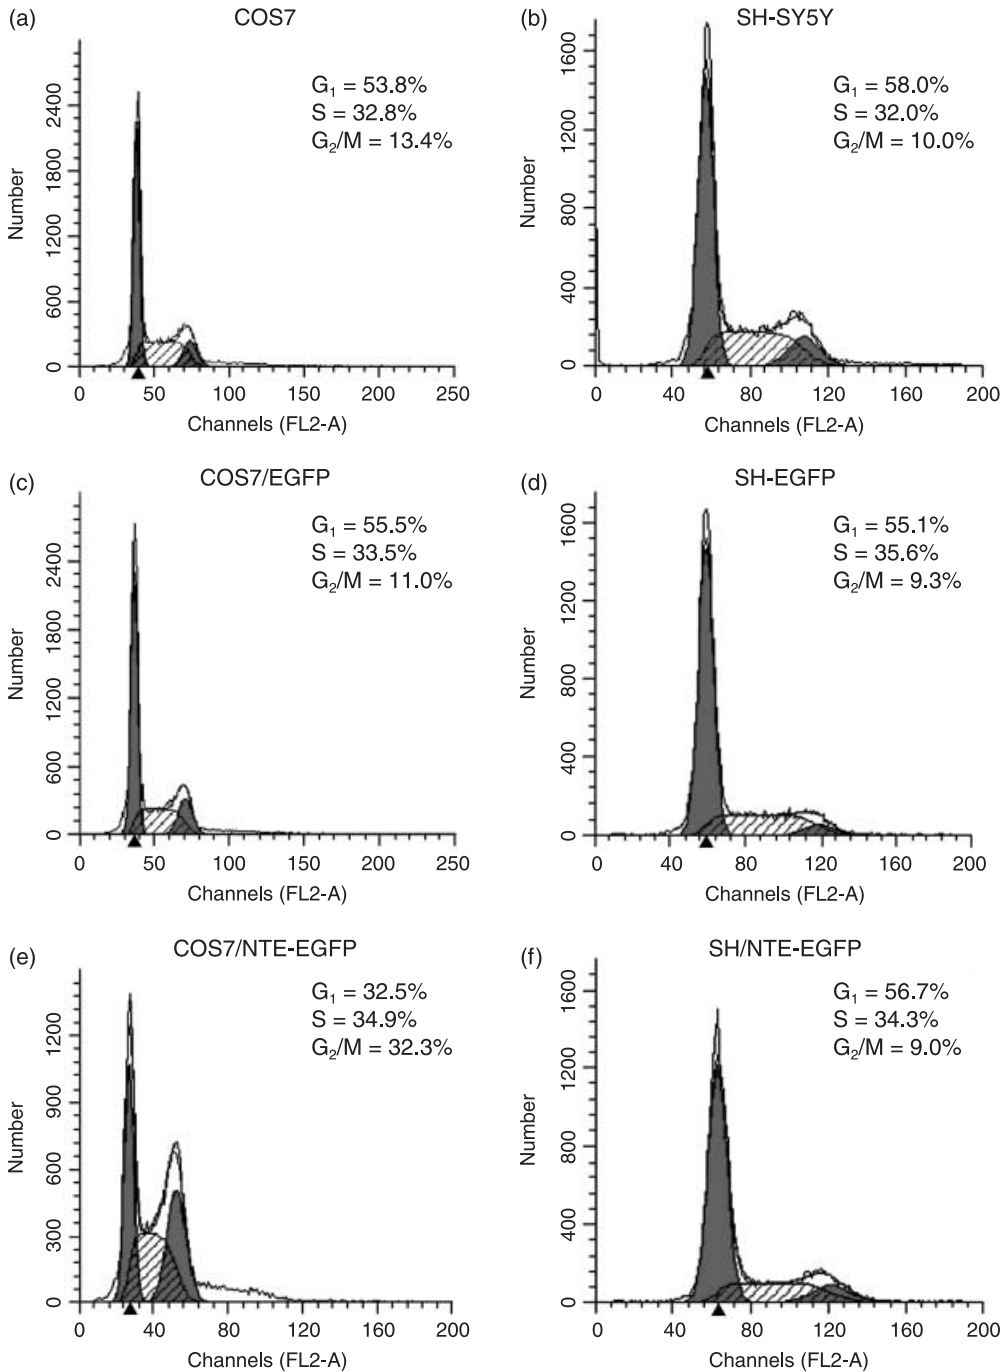 (a) COS7
G₁ = 53.8%
S = 32.8%
G₂/M = 13.4%
Number
2400
1800
1200
600
0
0 50 100 150 200 250
Channels (FL2-A)
(b) SH-SY5Y
G₁ = 58.0%
S = 32.0%
G₂/M = 10.0%
Number
1600
1200
800
400
0
0 40 80 120 160 200
Channels (FL2-A)
(c) COS7/EGFP
G₁ = 55.5%
S = 33.5%
G₂/M = 11.0%
Number
2400
1800
1200
600
0
0 50 100 150 200 250
Channels (FL2-A)
(d) SH-EGFP
G₁ = 55.1%
S = 35.6%
G₂/M = 9.3%
Number
1600
1200
800
400
0
0 40 80 120 160 200
Channels (FL2-A)
(e) COS7/NTE-EGFP
G₁ = 32.5%
S = 34.9%
G₂/M = 32.3%
Number
1200
900
600
300
0
0 40 80 120 160 200
Channels (FL2-A)
(f) SH/NTE-EGFP
G₁ = 56.7%
S = 34.3%
G₂/M = 9.0%
Number
1600
1200
800
400
0
0 40 80 120 160 200
Channels (FL2-A)